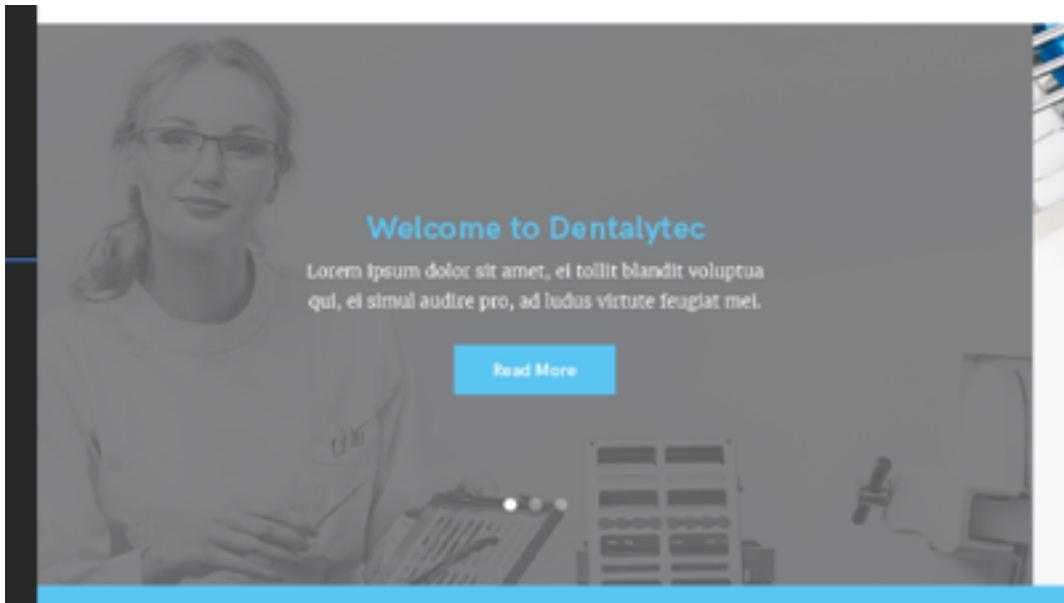 Welcome to Dentalytec
Lorem ipsum dolor sit amet, ei tollit blandit voluptua
qui, ei simul audire pro, ad ludus virtute feugiat mei.
Read More